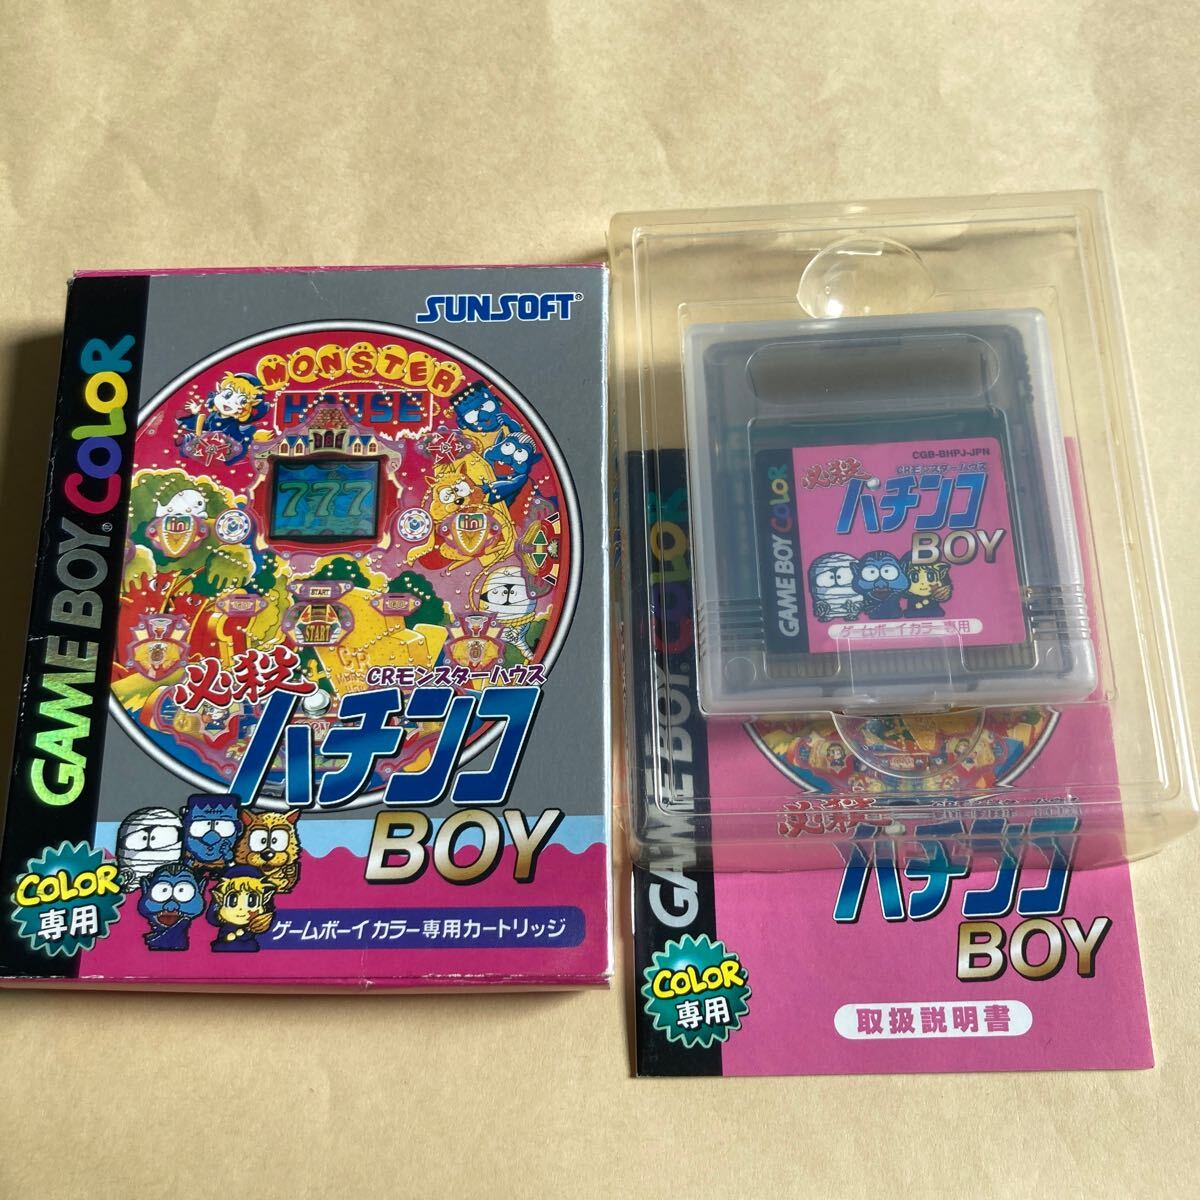 SUNSOFT
GAME BOY COLOR
MONSTER
HOUSE
777
in
in
START
START
CRモンスターハウス
必殺
パチンコ
BOY
COLOR
専用
ゲームボーイカラー専用カートリッジ
CGB-BHPJ-JPN
GAME BOY COLOR
CRモンスターハウス
必殺
パチンコ
BOY
ゲームボーイカラー専用
GAME BOY COLOR
必殺
パチンコ
BOY
COLOR
専用
取扱説明書